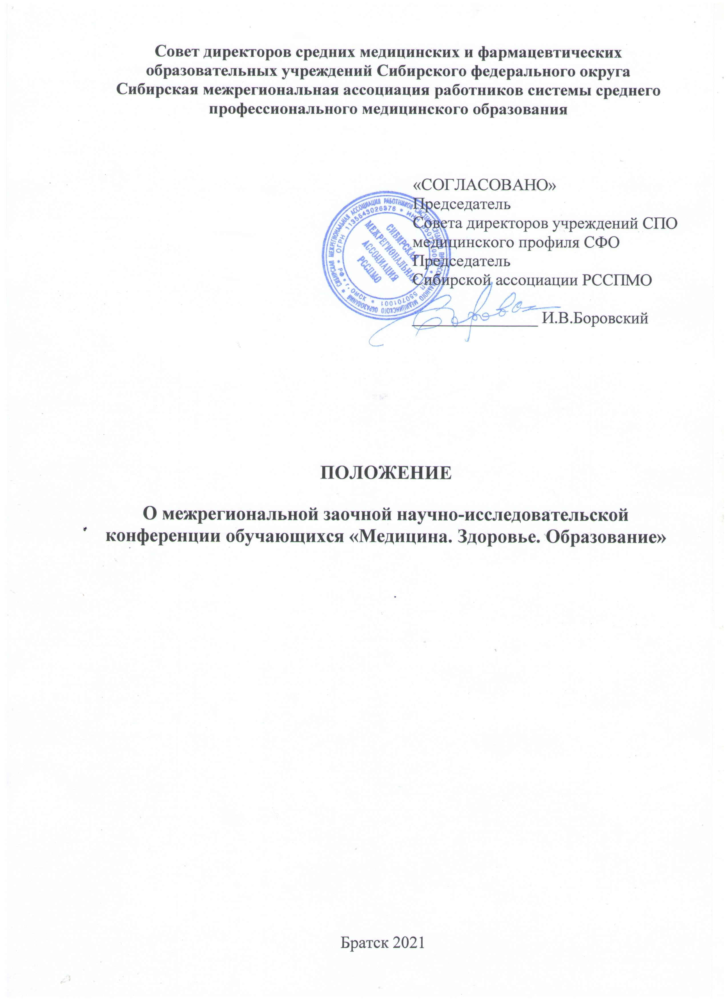 Совет директоров средних медицинских и фармацевтических
образовательных учреждений Сибирского федерального округа
Сибирская межрегиональная ассоциация работников системы среднего
профессионального медицинского образования
«СОГЛАСОВАНО»
Председатель
Совета директоров учреждений СПО
медицинского профиля СФО
Председатель
Сибирской ассоциации РССПМО
И.В.Боровский
СИБИРСКАЯ МЕЖРЕГИОНАЛЬНАЯ АССОЦИАЦИЯ РАБОТНИКОВ СИСТЕМЫ СРЕДНЕГО ПРОФЕССИОНАЛЬНОГО МЕДИЦИНСКОГО ОБРАЗОВАНИЯ *
РФ * г. ОМСК * ОГРН 1135543026376 * ИНН
550701001
СИБИРСКАЯ
МЕЖРЕГИОНАЛЬНАЯ
АССОЦИАЦИЯ
РССПМО
ПОЛОЖЕНИЕ
О межрегиональной заочной научно-исследовательской
конференции обучающихся «Медицина. Здоровье. Образование»
Братск 2021